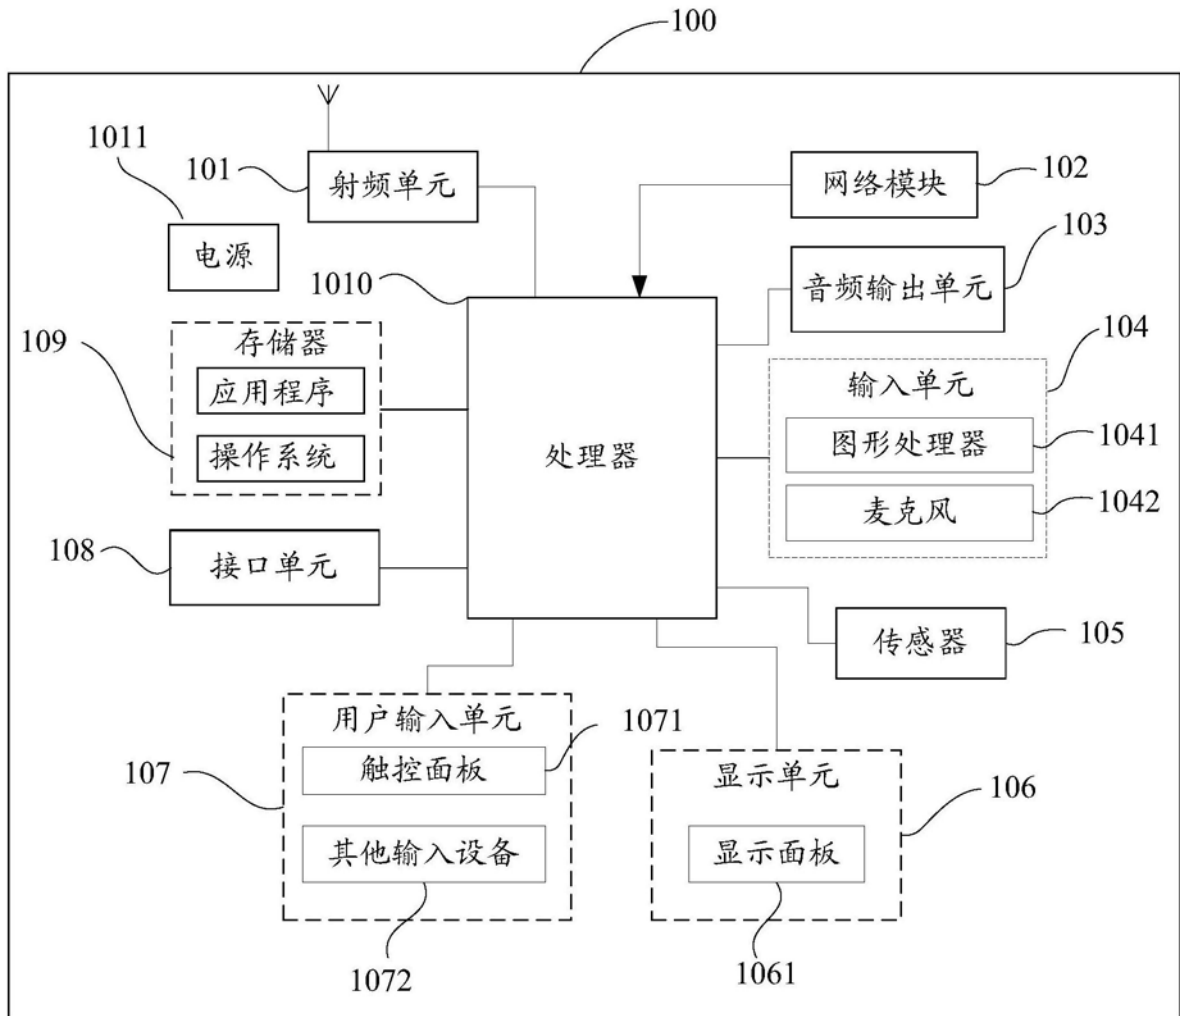 100
1011
101
射频单元
网络模块
102
电源
103
音频输出单元
1010
109
存储器
应用程序
操作系统
104
输入单元
图形处理器
1041
麦克风
1042
处理器
108
接口单元
传感器
105
用户输入单元
1071
触控面板
107
其他输入设备
1072
显示单元
106
显示面板
1061